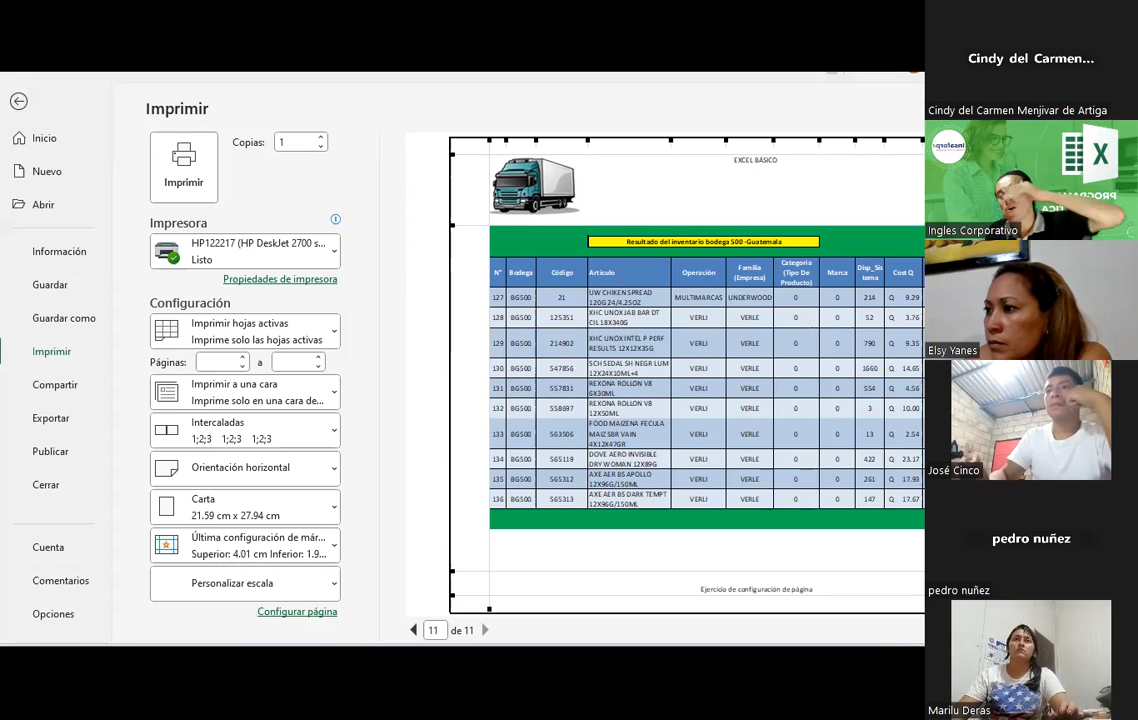 Imprimir
Inicio
Nuevo
Abrir
Información
Guardar
Guardar como
Imprimir
Compartir
Exportar
Publicar
Cerrar
Cuenta
Comentarios
Opciones
Imprimir
Copias: 1
Impresora
HP122217 (HP DeskJet 2700 s...
Listo
Propiedades de impresora
Configuración
Imprimir hojas activas
Imprime solo las hojas activas
Páginas: a
Imprimir a una cara
Imprime solo en una cara de...
Intercaladas
1;2;3 1;2;3 1;2;3
Orientación horizontal
Carta
21.59 cm x 27.94 cm
Última configuración de már...
Superior: 4.01 cm Inferior: 1.9...
Personalizar escala
Configurar página
EXCEL BÁSICO
Resultado del inventario bodega 500 -Guatemala
N° Bodega Código Artículo Operación Familia (Empresa) Categoría (Tipo De Producto) Marca Disp_Sistema Cost Q
127 BG500 21 UW CHIKEN SPREAD 120G 24/4.25OZ MULTIMARCAS UNDERWOOD 0 0 214 Q 9.29
128 BG500 125351 XHC UNOX JAB BAR DT CIL 18X340G VERLI VERLE 0 0 52 Q 3.76
129 BG500 214902 XHC UNOX INTEL P PERF RESULTS 12X12X35G VERLI VERLE 0 0 790 Q 9.35
130 BG500 547856 SCH SEDAL SH NEGR LUM 12X24X10ML+4 VERLI VERLE 0 0 1660 Q 14.65
131 BG500 557831 REXONA ROLLON V8 6X30ML VERLI VERLE 0 0 554 Q 4.56
132 BG500 558697 REXONA ROLLON V8 12X50ML VERLI VERLE 0 0 3 Q 10.00
133 BG500 563506 FOOD MAIZENA FECULA MAIZ SBR VAIN 4X12X47GR VERLI VERLE 0 0 13 Q 2.54
134 BG500 565119 DOVE AERO INVISIBLE DRY WOMAN 12X89G VERLI VERLE 0 0 422 Q 23.17
135 BG500 565312 AXE AER BS APOLLO 12X96G/150ML VERLI VERLE 0 0 261 Q 17.93
136 BG500 565313 AXE AER BS DARK TEMPT 12X96G/150ML VERLI VERLE 0 0 147 Q 17.67
Ejercicio de configuración de página
11 de 11
Cindy del Carmen...
Cindy del Carmen Menjivar de Artiga
X
Ingles Corporativo
Elsy Yanes
José Cinco
pedro nuñez
pedro nuñez
Marilu Deras